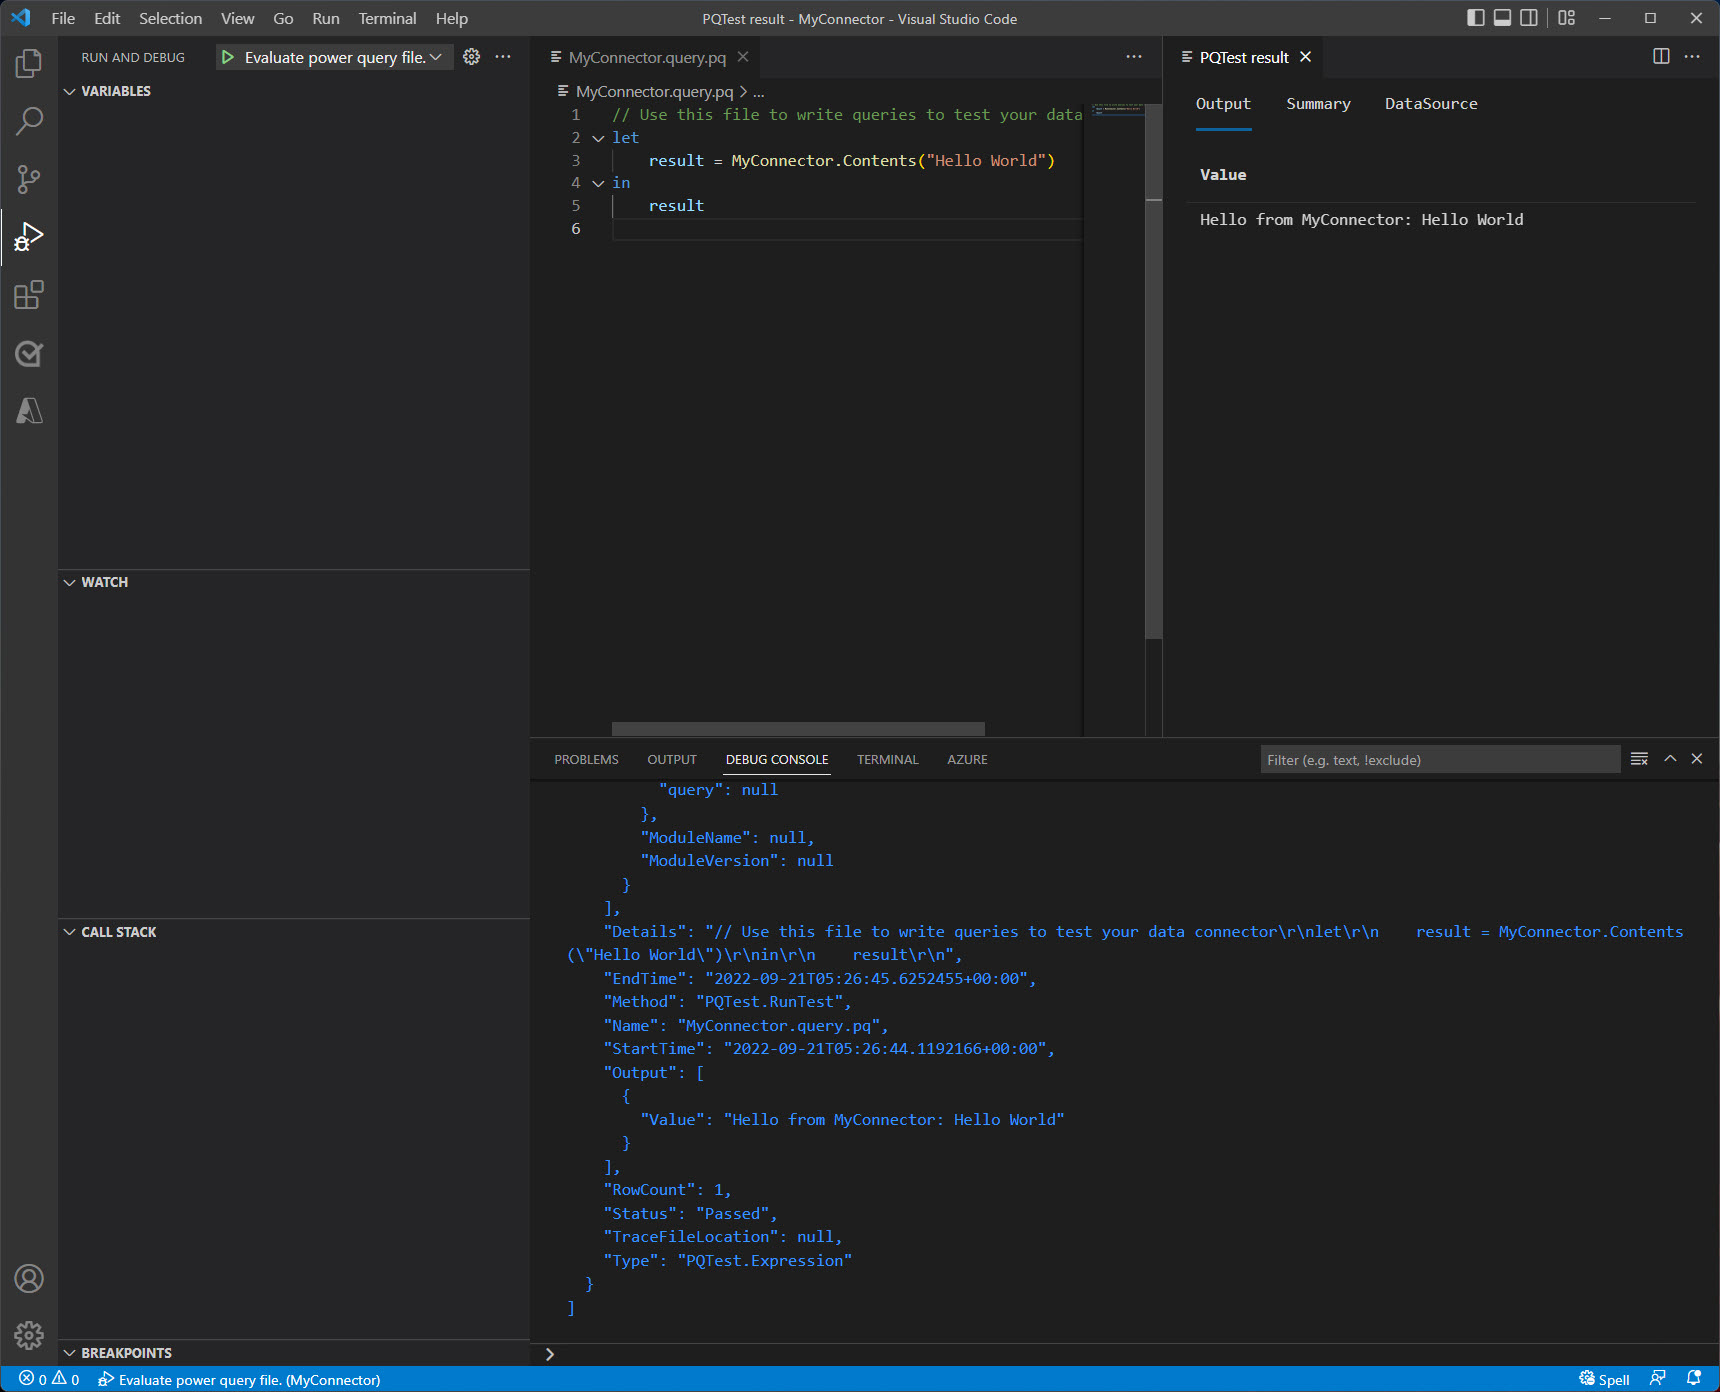 File Edit Selection View Go Run Terminal Help
PQTest result - MyConnector - Visual Studio Code
RUN AND DEBUG
Evaluate power query file.
VARIABLES
WATCH
CALL STACK
BREAKPOINTS
MyConnector.query.pq
MyConnector.query.pq > ...
1 // Use this file to write queries to test your data
2 let
3     result = MyConnector.Contents("Hello World")
4 in
5     result
6
PQTest result
Output Summary DataSource
Value
Hello from MyConnector: Hello World
PROBLEMS OUTPUT DEBUG CONSOLE TERMINAL AZURE
Filter (e.g. text, !exclude)
"query": null
},
"ModuleName": null,
"ModuleVersion": null
}
],
"Details": "// Use this file to write queries to test your data connector\r\nlet\r\n    result = MyConnector.Contents
(\"Hello World\")\r\nin\r\n    result\r\n",
"EndTime": "2022-09-21T05:26:45.6252455+00:00",
"Method": "PQTest.RunTest",
"Name": "MyConnector.query.pq",
"StartTime": "2022-09-21T05:26:44.1192166+00:00",
"Output": [
{
"Value": "Hello from MyConnector: Hello World"
}
],
"RowCount": 1,
"Status": "Passed",
"TraceFileLocation": null,
"Type": "PQTest.Expression"
}
]
>
0 0 Evaluate power query file. (MyConnector)
Spell